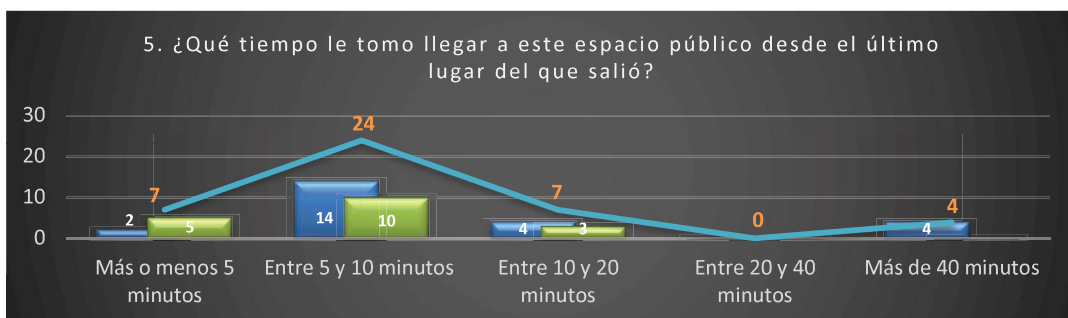 5. ¿Qué tiempo le tomo llegar a este espacio público desde el último
lugar del que salió?
30
20
10
0
7
24
7
0
4
2
5
14
10
4
3
4
Más o menos 5
minutos
Entre 5 y 10 minutos
Entre 10 y 20
minutos
Entre 20 y 40
minutos
Más de 40 minutos